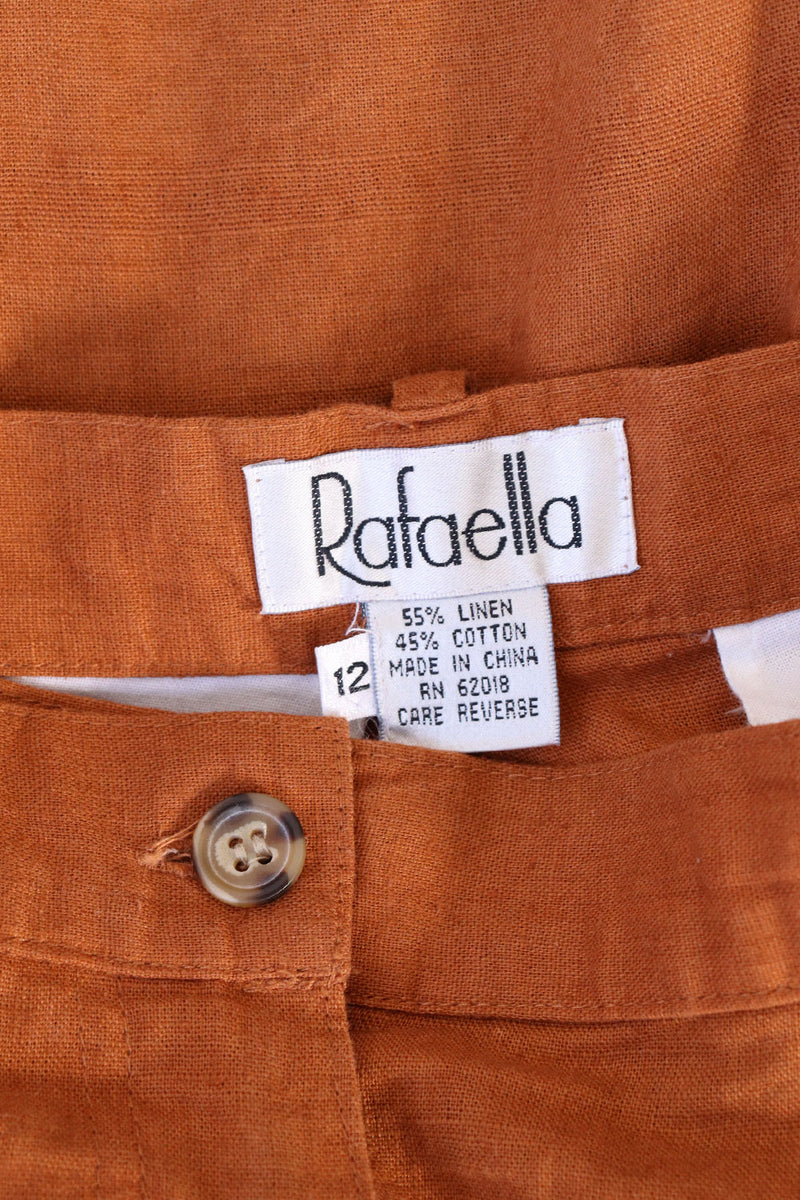 Rafaella
55% LINEN
45% COTTON
MADE IN CHINA
RN 62018
CARE REVERSE
12